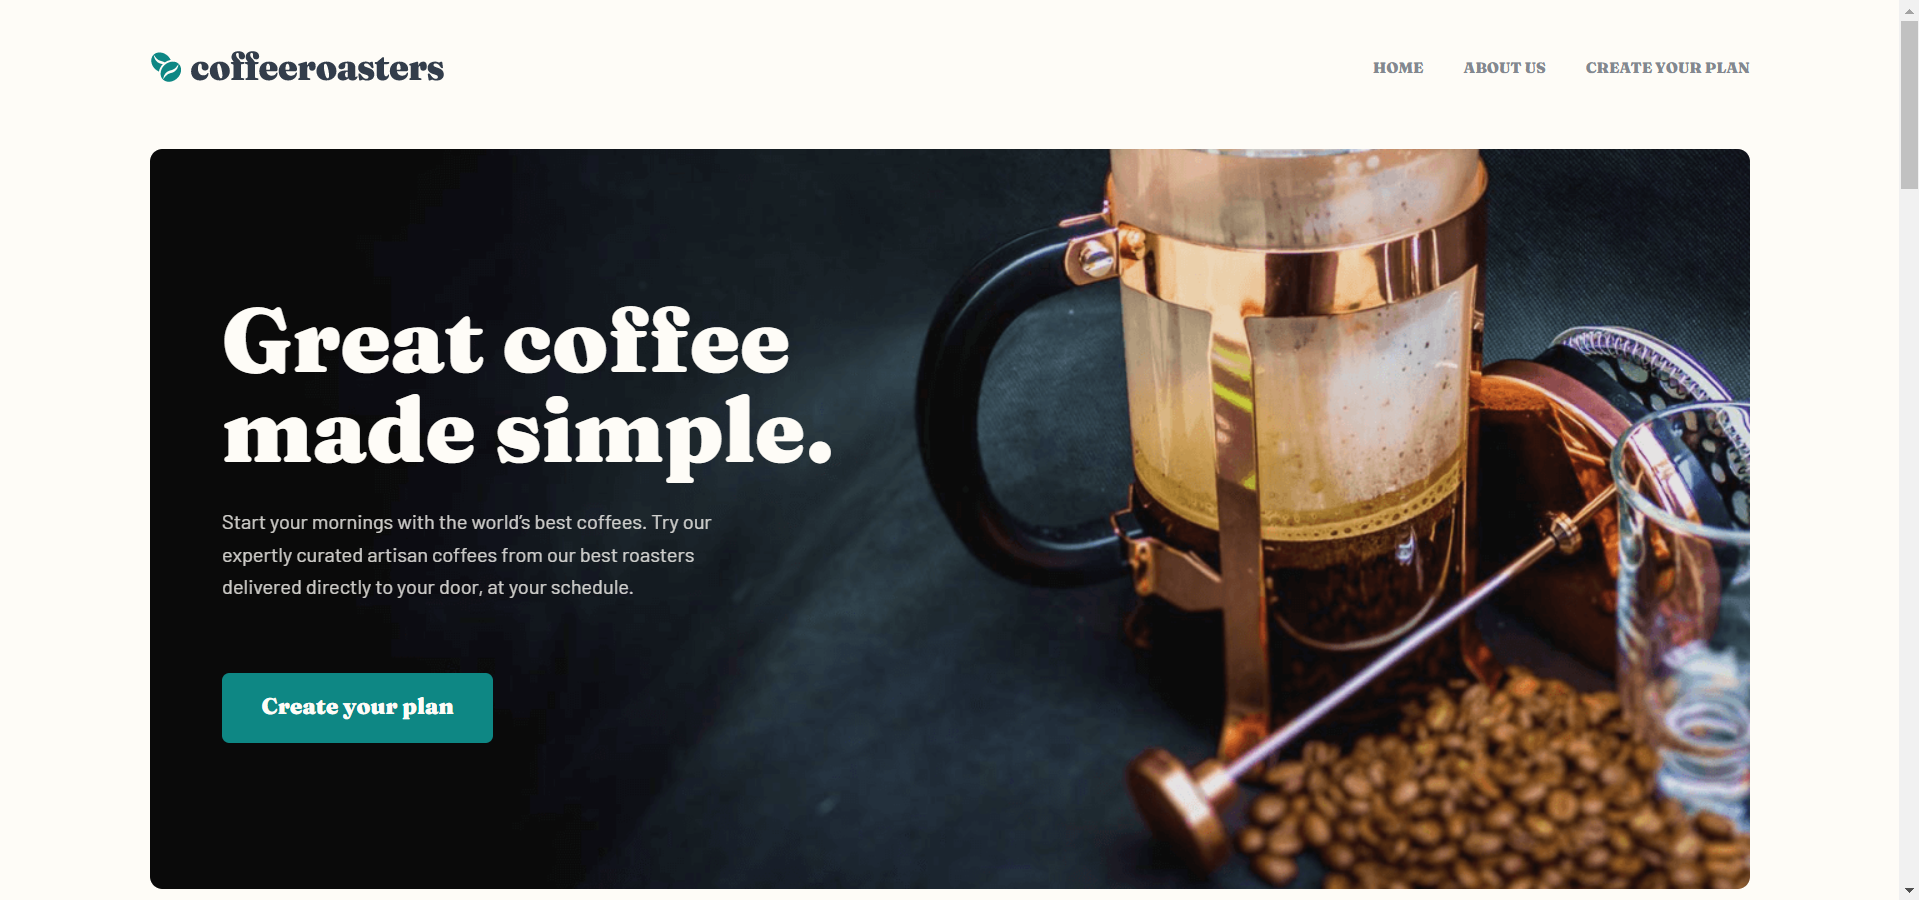 coffeeroasters
HOME ABOUT US CREATE YOUR PLAN
Great coffee
made simple.
Start your mornings with the world’s best coffees. Try our
expertly curated artisan coffees from our best roasters
delivered directly to your door, at your schedule.
Create your plan